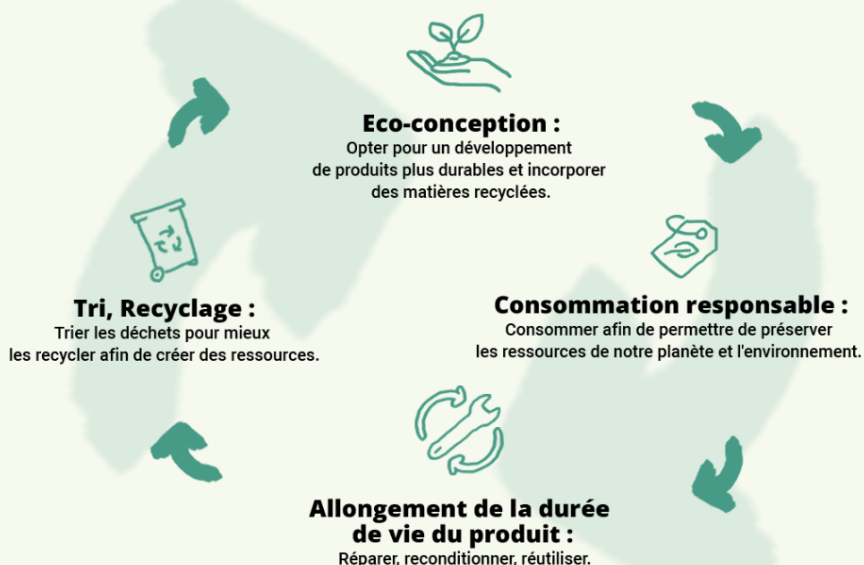 Eco-conception :
Opter pour un développement
de produits plus durables et incorporer
des matières recyclées.
Tri, Recyclage :
Trier les déchets pour mieux
les recycler afin de créer des ressources.
Consommation responsable :
Consommer afin de permettre de préserver
les ressources de notre planète et l'environnement.
Allongement de la durée
de vie du produit :
Réparer, reconditionner, réutiliser.